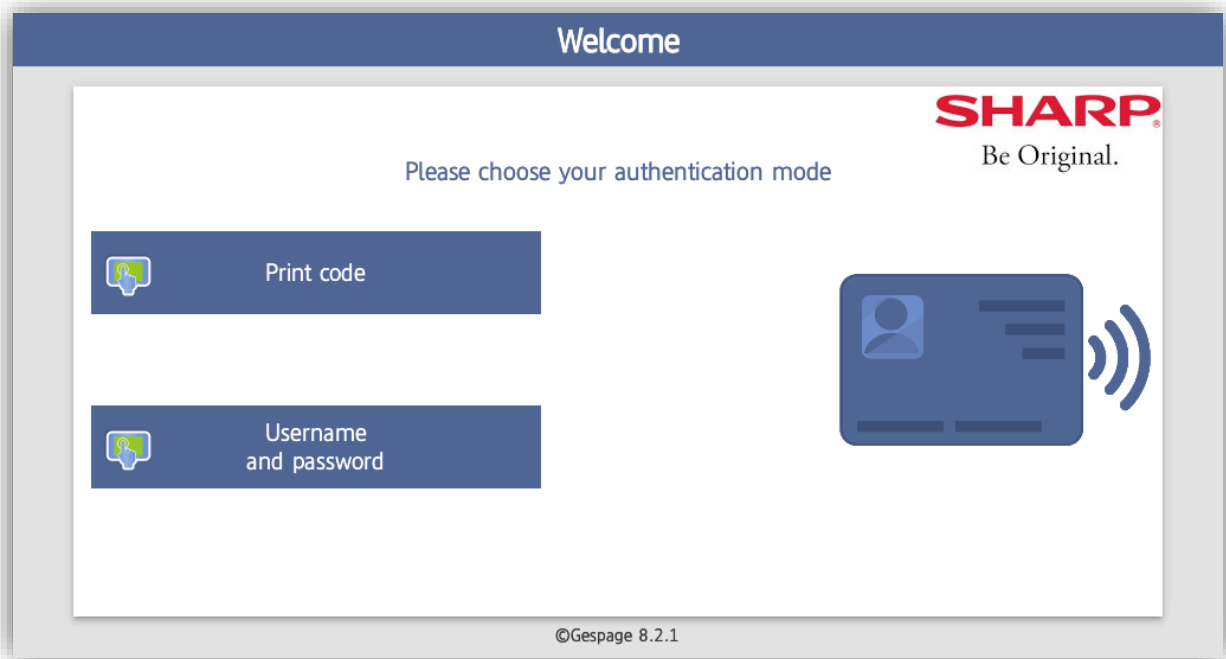 Welcome
SHARP®
Be Original.
Please choose your authentication mode
Print code
Username
and password
©Gespage 8.2.1